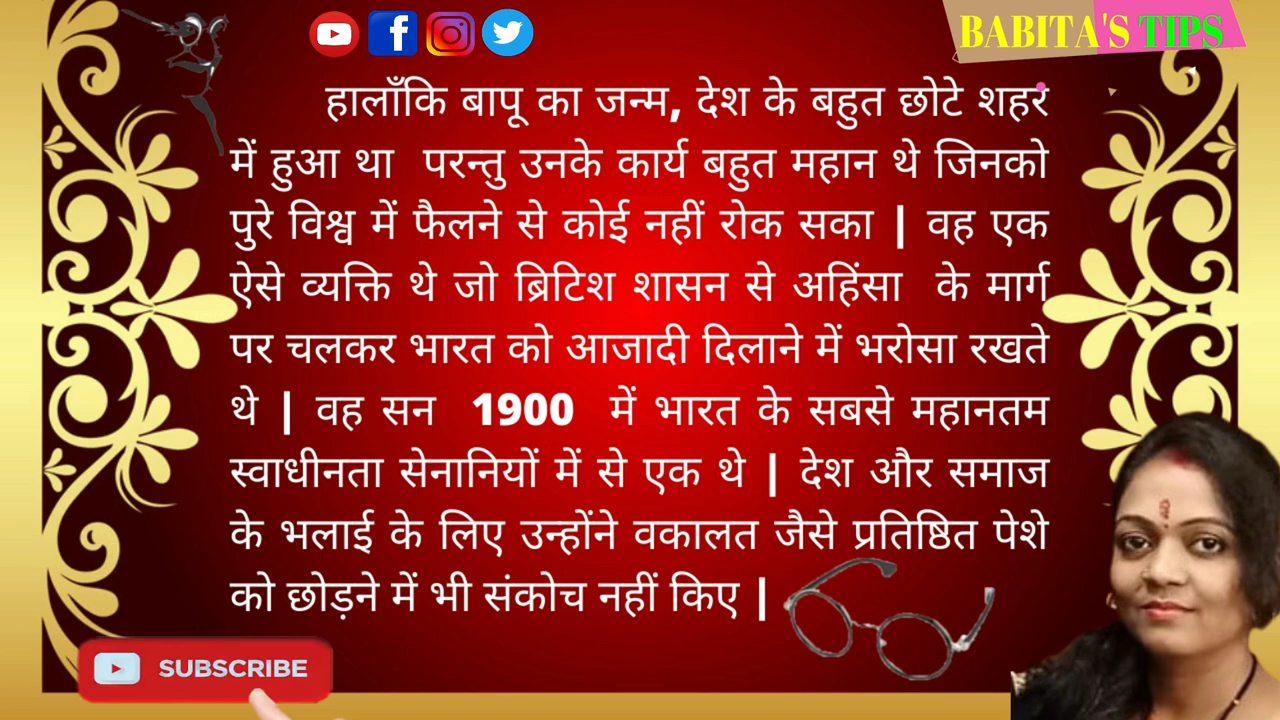 BABITA'S TIPS
हालाँकि बापू का जन्म, देश के बहुत छोटे शहर
में हुआ था परन्तु उनके कार्य बहुत महान थे जिनको
पुरे विश्व में फैलने से कोई नहीं रोक सका | वह एक
ऐसे व्यक्ति थे जो ब्रिटिश शासन से अहिंसा के मार्ग
पर चलकर भारत को आजादी दिलाने में भरोसा रखते
थे | वह सन 1900 में भारत के सबसे महानतम
स्वाधीनता सेनानियों में से एक थे | देश और समाज
के भलाई के लिए उन्होंने वकालत जैसे प्रतिष्ठित पेशे
को छोड़ने में भी संकोच नहीं किए |
SUBSCRIBE